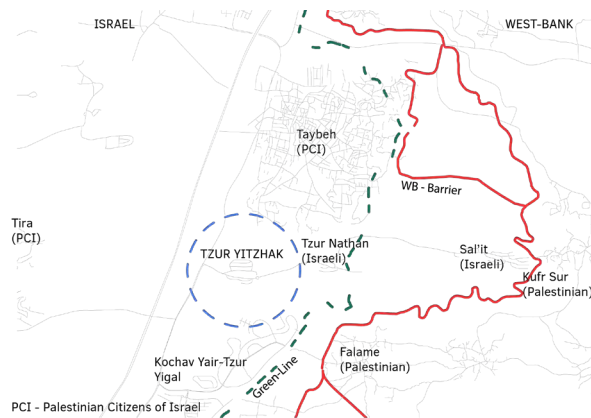 ISRAEL
WEST-BANK
Taybeh
(PCI)
WB - Barrier
Tira
(PCI)
TZUR YITZHAK
Tzur Nathan
(Israeli)
Sal'it
(Israeli)
Kufr Sur
(Palestinian)
Kochav Yair-Tzur
Yigal
Green-Line
Falame
(Palestinian)
PCI - Palestinian Citizens of Israel